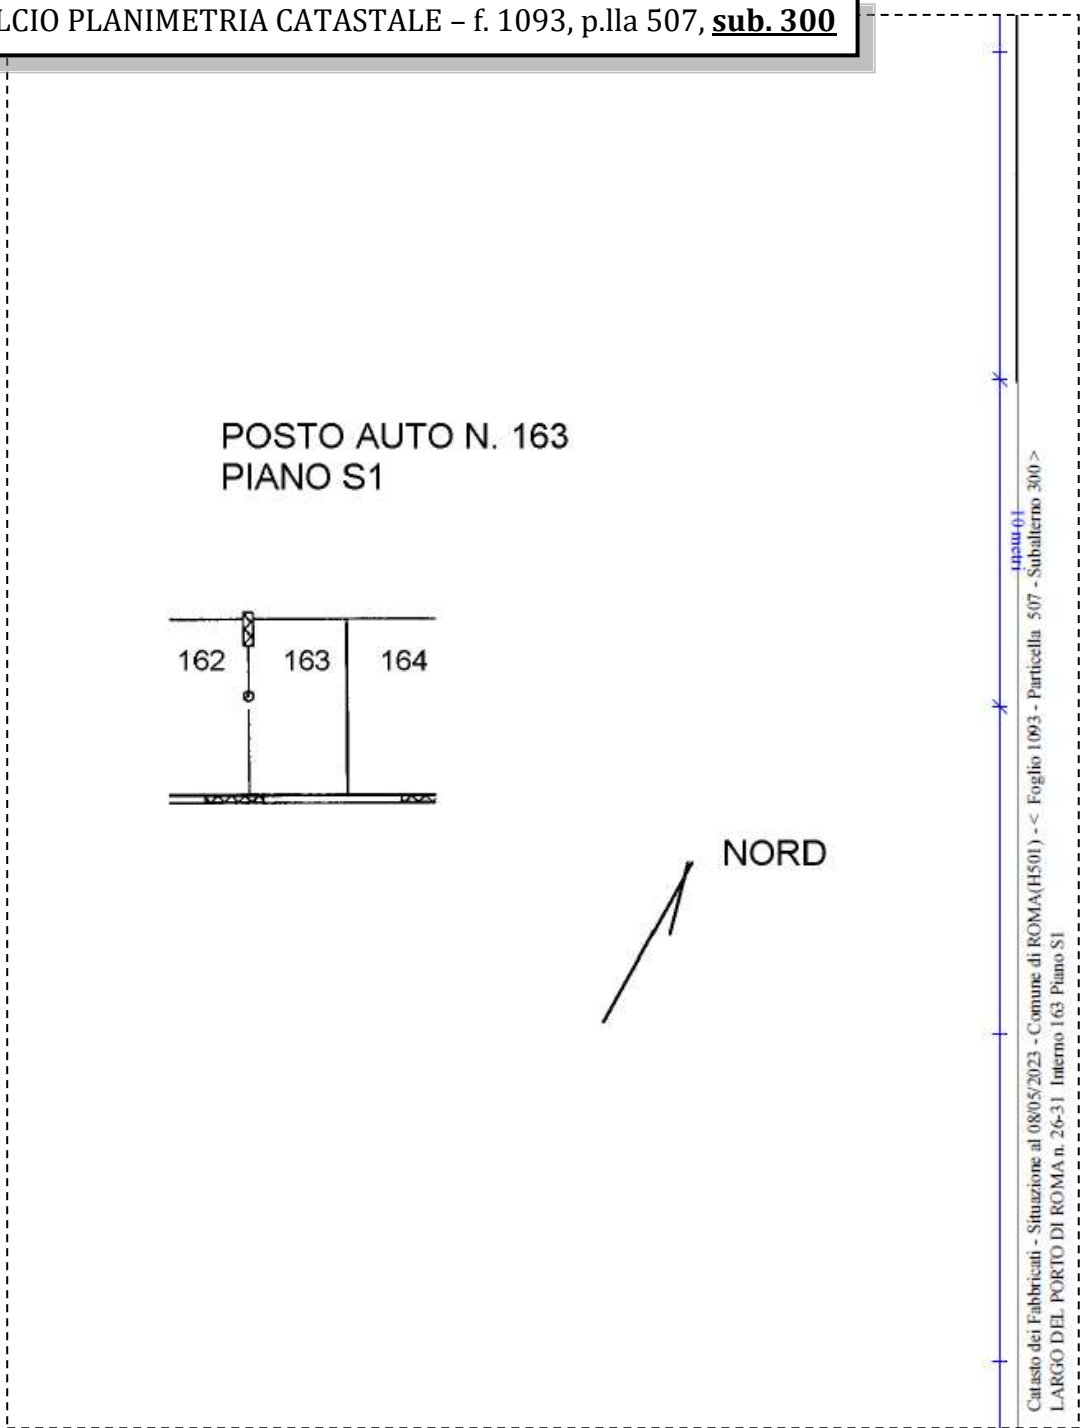 LCIO PLANIMETRIA CATASTALE – f. 1093, p.lla 507, sub. 300
POSTO AUTO N. 163
PIANO S1
162
163
164
NORD
10 metri
Catasto dei Fabbricati - Situazione al 08/05/2023 - Comune di ROMA(H501) - < Foglio 1093 - Particella 507 - Subalterno 300 >
LARGO DEL PORTO DI ROMA n. 26-31 Interno 163 Piano S1